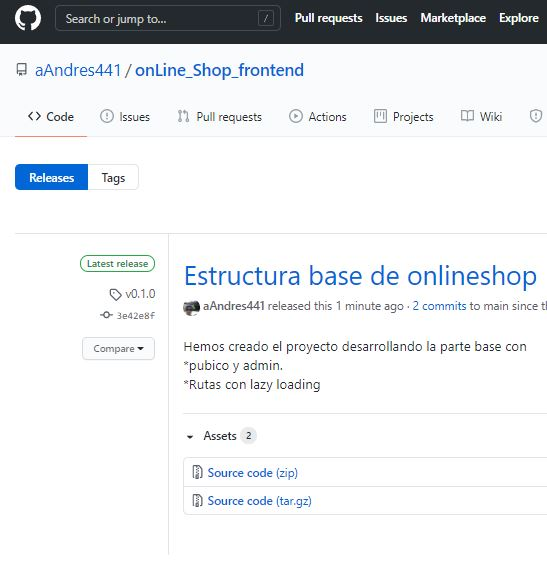 Search or jump to... /
Pull requests Issues Marketplace Explore
aAndres441 / onLine_Shop_frontend
Code Issues Pull requests Actions Projects Wiki
Releases Tags
Latest release
v0.1.0
3e42e8f
Compare
Estructura base de onlineshop
aAndres441 released this 1 minute ago · 2 commits to main since
Hemos creado el proyecto desarrollando la parte base con
*pubico y admin.
*Rutas con lazy loading
Assets 2
Source code (zip)
Source code (tar.gz)